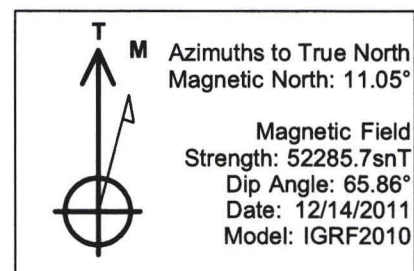 T
M
Azimuths to True North
Magnetic North: 11.05°
Magnetic Field
Strength: 52285.7snT
Dip Angle: 65.86°
Date: 12/14/2011
Model: IGRF2010